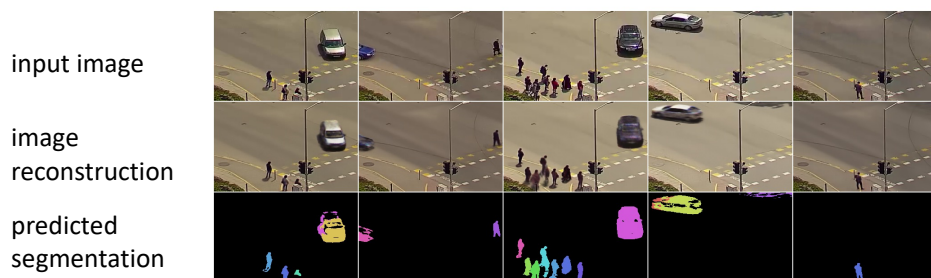 input image
image
reconstruction
predicted
segmentation